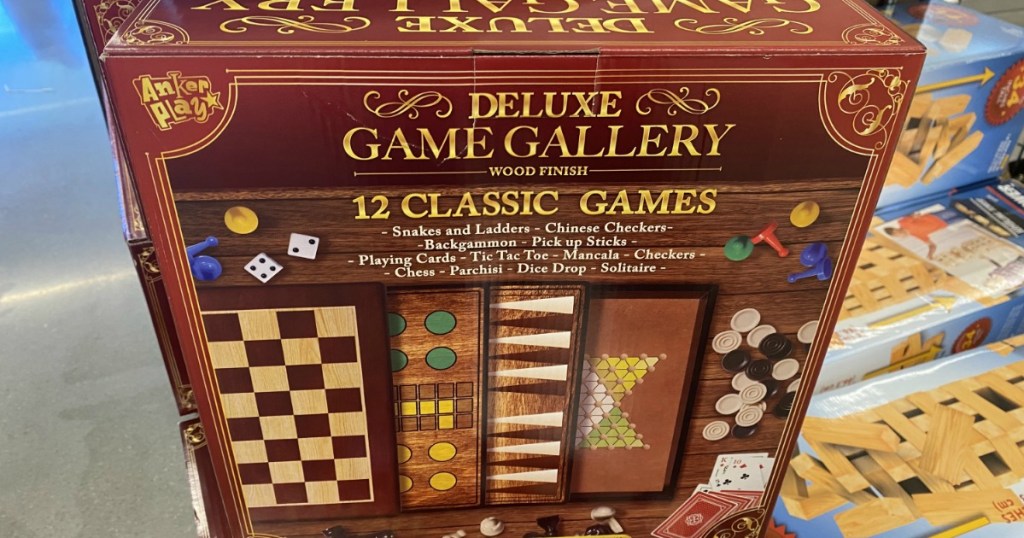 DELUXE
GAME GALLERY
Anker
play
DELUXE
GAME GALLERY
WOOD FINISH
12 CLASSIC GAMES
- Snakes and Ladders - Chinese Checkers-
-Backgammon - Pick up Sticks -
- Playing Cards - Tic Tac Toe - Mancala - Checkers -
- Chess - Parchisi - Dice Drop - Solitaire -